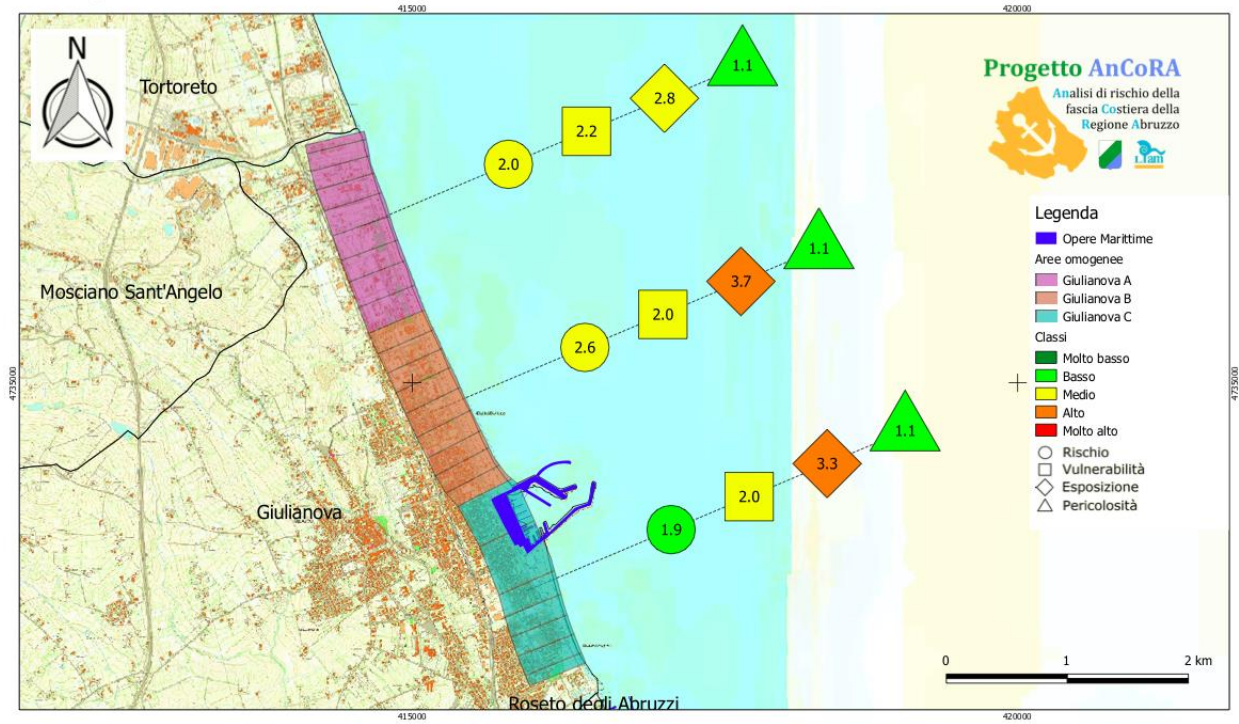 415000
420000
N
Tortoreto
Mosciano Sant'Angelo
Giulianova
Roseto degli Abruzzi
1.1
2.8
2.2
2.0
1.1
3.7
2.0
2.6
1.1
3.3
2.0
1.9
Progetto AnCoRA
Analisi di rischio della
fascia Costiera della
Regione Abruzzo
LIam
Legenda
Opere Marittime
Aree omogenee
Giulianova A
Giulianova B
Giulianova C
Classi
Molto basso
Basso
Medio
Alto
Molto alto
Rischio
Vulnerabilità
Esposizione
Pericolosità
4735000
4735000
0 1 2 km
415000
420000